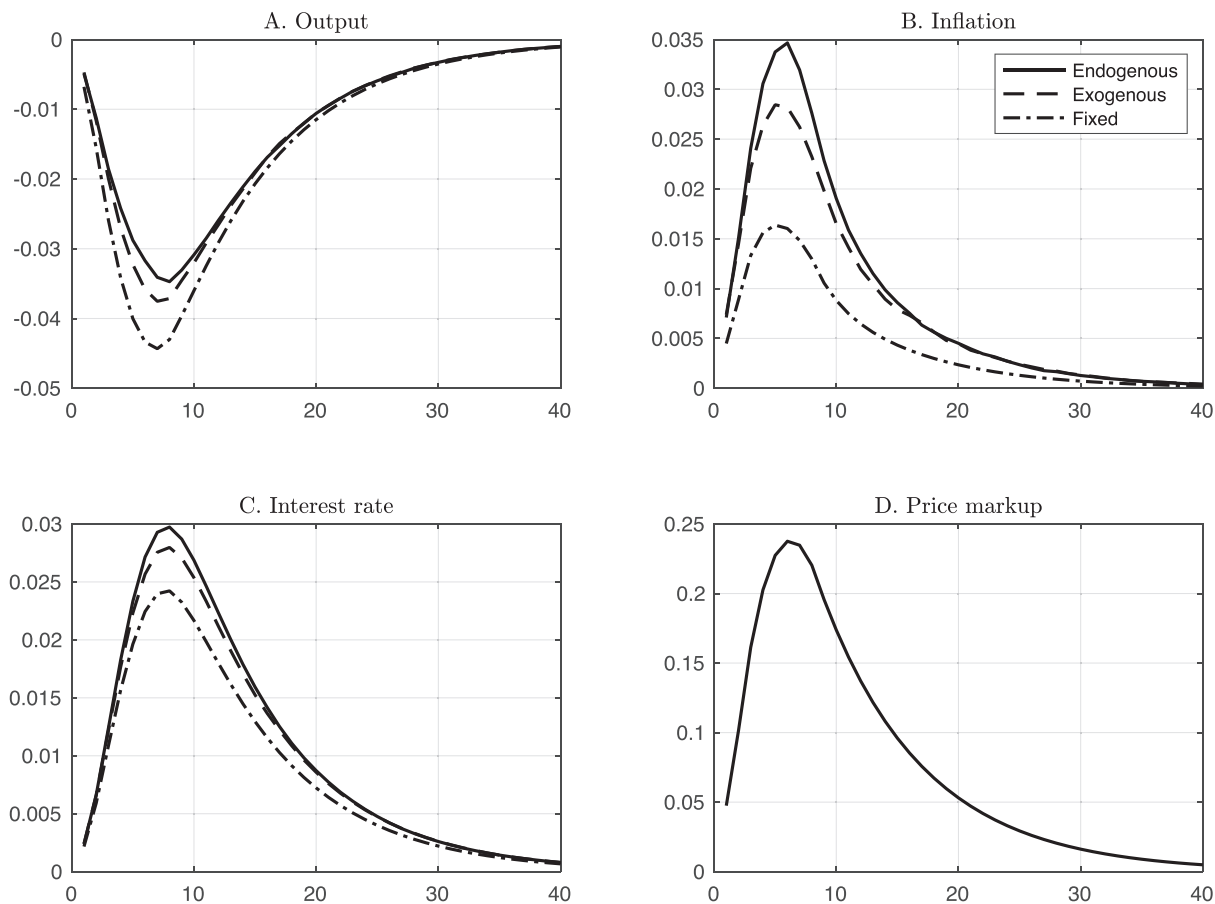 A. Output
0
-0.01
-0.02
-0.03
-0.04
-0.05
0 10 20 30 40
B. Inflation
0.035
0.03
0.025
0.02
0.015
0.01
0.005
0
0 10 20 30 40
Endogenous
Exogenous
Fixed
C. Interest rate
0.03
0.025
0.02
0.015
0.01
0.005
0
0 10 20 30 40
D. Price markup
0.25
0.2
0.15
0.1
0.05
0
0 10 20 30 40